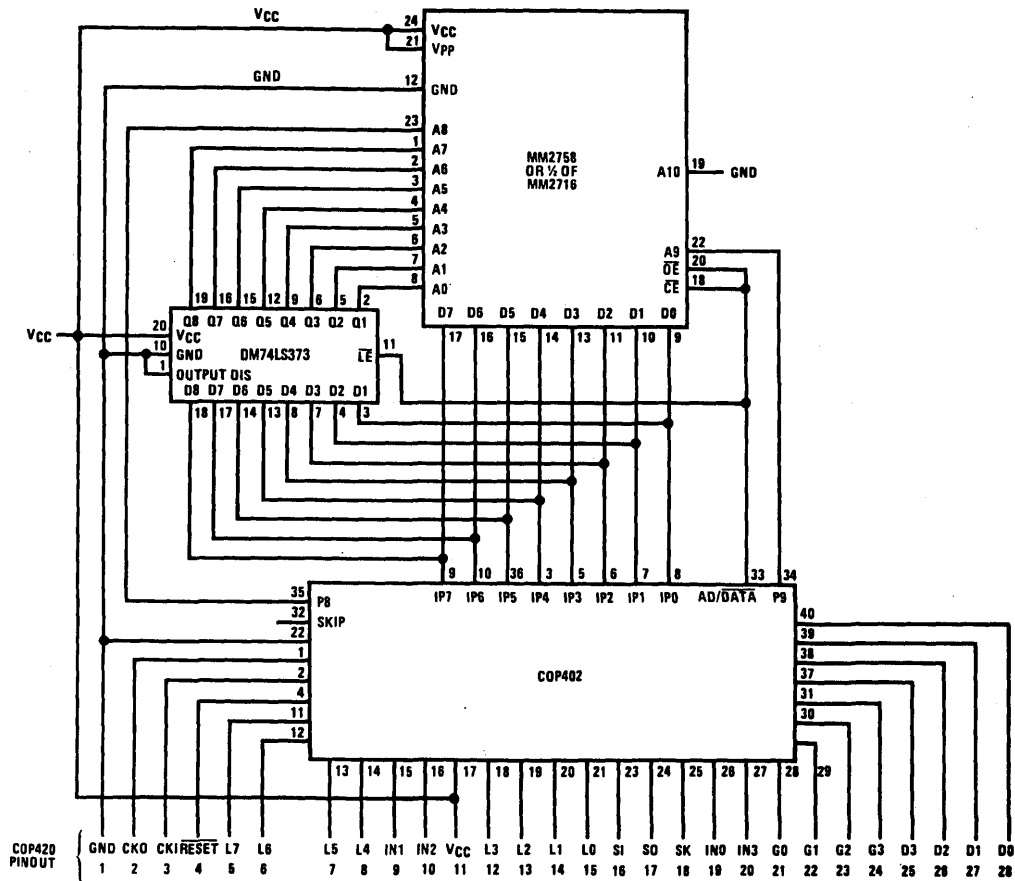 VCC
24 VCC
21 VPP
GND
12 GND
23 A8
1 A7
2 A6
3 A5
4 A4
5 A3
6 A2
7 A1
8 A0
MM2758
OR ½ OF
MM2716
A10 19 GND
A9 22
OE 20
CE 18
D7 D6 D5 D4 D3 D2 D1 D0
17 16 15 14 13 11 10 9
19 16 15 12 9 6 5 2
Q8 Q7 Q6 Q5 Q4 Q3 Q2 Q1
VCC
20 VCC
10 GND
1 OUTPUT DIS
DM74LS373
LE 11
D8 D7 D6 D5 D4 D3 D2 D1
18 17 14 13 8 7 4 3
9 10 36 3 5 6 7 8 33 34
IP7 IP6 IP5 IP4 IP3 IP2 IP1 IP0 AD/DATA P9
35 P8
32 SKIP
22
1
2
4
11
12
COP402
40
39
38
37
31
30
13 14 15 16 17 18 19 20 21 23 24 25 26 27 28 29
COP420
PINOUT
GND CKO CKI RESET L7 L6 L5 L4 IN1 IN2 VCC L3 L2 L1 L0 SI SO SK IN0 IN3 G0 G1 G2 G3 D3 D2 D1 D0
1 2 3 4 5 6 7 8 9 10 11 12 13 14 15 16 17 18 19 20 21 22 23 24 25 26 27 28